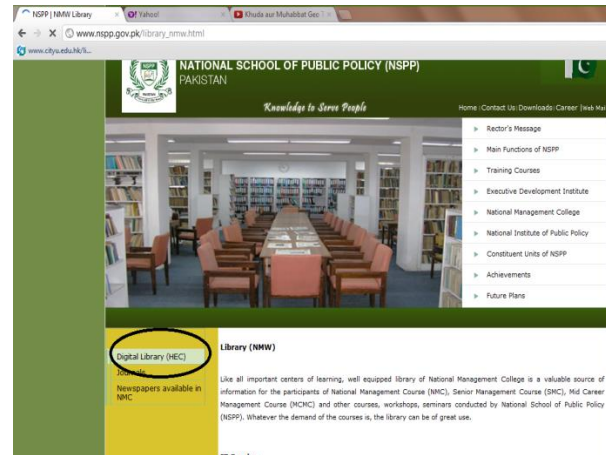 NSPP | NMW Library
Yahoo!
Khuda aur Muhabbat Geo
www.nspp.gov.pk/library_nmw.html
www.cityu.edu.hk/li...
NATIONAL SCHOOL OF PUBLIC POLICY (NSPP)
PAKISTAN
Knowledge to Serve People
Home | Contact Us | Downloads | Career | Web Mai
Rector's Message
Main Functions of NSPP
Training Courses
Executive Development Institute
National Management College
National Institute of Public Policy
Constituent Units of NSPP
Achievements
Future Plans
Digital Library (HEC)
Journals
Newspapers available in
NMC
Library (NMW)
Like all important centers of learning, well equipped library of National Management College is a valuable source of
information for the participants of National Management Course (NMC), Senior Management Course (SMC), Mid Career
Management Course (MCMC) and other courses, workshops, seminars conducted by National School of Public Policy
(NSPP). Whatever the demand of the courses is, the library can be of great use.